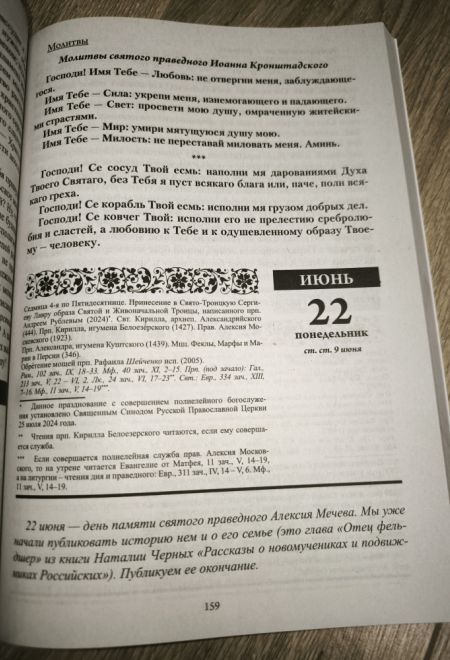 Молитвы
Молитвы святого праведного Иоанна Кронштадского
Господи! Имя Тебе — Любовь: не отвергни меня, заблуждающе-
гося.
Имя Тебе — Сила: укрепи меня, изнемогающего и падающего.
Имя Тебе — Свет: просвети мою душу, омраченную житейски-
ми страстями.
Имя Тебе — Мир: умири мятущуюся душу мою.
Имя Тебе — Милость: не переставай миловать меня. Аминь.
***
Господи! Се сосуд Твой есмь: наполни мя дарованиями Духа
Твоего Святаго, без Тебя я пуст всякаго блага или, паче, полн вся-
каго греха.
Господи! Се корабль Твой есмь: исполни мя грузом добрых дел.
Господи! Се ковчег Твой: исполни его не прелестию сребролю-
бия и сластей, а любовию к Тебе и к одушевленному образу Твое-
му — человеку.
ИЮНЬ
22
понедельник
ст. ст. 9 июня
Седмица 4-я по Пятидесятнице. Принесение в Свято-Троицкую Серги-
еву Лавру образа Святой и Живоначальной Троицы, написанного прп.
Андреем Рублевым (2024)*. Свт. Кирилла, архиеп. Александрийского
(444). Прп. Кирилла, игумена Белоезерского (1427). Прав. Алексия Мо-
сковского (1923).
Прп. Александра, игумена Куштского (1439). Мцц. Феклы, Марфы и Ма-
рии в Персии (346).
Обретение мощей прп. Рафаила Шейченко исп. (2005).
Рим., 102 зач., IX, 18–33. Мф., 40 зач., XI, 2–15. Прп. (под зачало): Гал.,
213 зач., V, 22 – VI, 2. Лк., 24 зач., VI, 17–23**. Свт.: Евр., 334 зач., XIII,
7–16. Мф., 11 зач., V, 14–19***.
* Данное празднование с совершением полиелейного богослуже-
ния установлено Священным Синодом Русской Православной Церкви
25 июля 2024 года.
** Чтения прп. Кирилла Белоезерского читаются, если ему соверша-
ется служба.
*** Если совершается полиелейная служба прав. Алексия Москов-
ского, то на утрене читается Евангелие от Матфея, 11 зач., V, 14–19,
а на литургии – чтения дня и праведного: Евр., 311 зач., IV, 14 – V, 6. Мф.,
11 зач., V, 14–19.
22 июня — день памяти святого праведного Алексия Мечева. Мы уже
начали публиковать историю нем и о его семье (это глава «Отец фель-
дшер» из книги Наталии Черных «Рассказы о новомучениках и подвиж-
никах Российских»). Публикуем ее окончание.
159